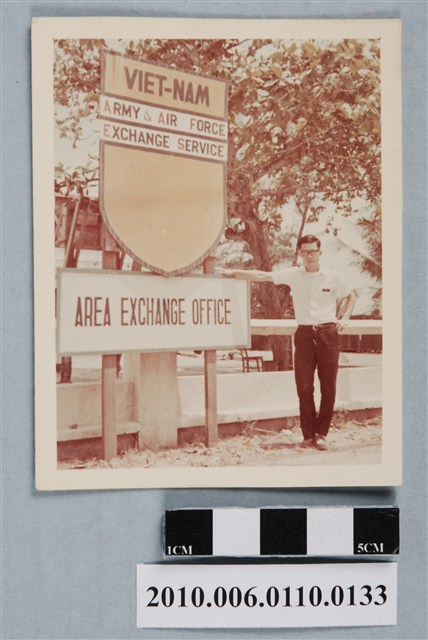 VIET-NAM
ARMY & AIR FORCE
EXCHANGE SERVICE
AREA EXCHANGE OFFICE
1CM 5CM
2010.006.0110.0133